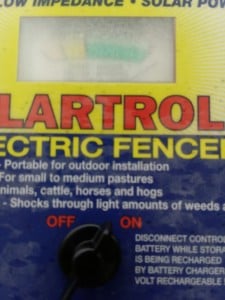 LOW IMPEDANCE • SOLAR POW
LARTROL
ECTRIC FENCE
- Portable for outdoor installation
For small to medium pastures
nimals, cattle, horses and hogs
- Shocks through light amounts of weeds a
OFF ON
DISCONNECT CONTROL
BATTERY WHILE STORA
IS BEING RECHARGED
BY BATTERY CHARGER
VOLT RECHARGEABLE